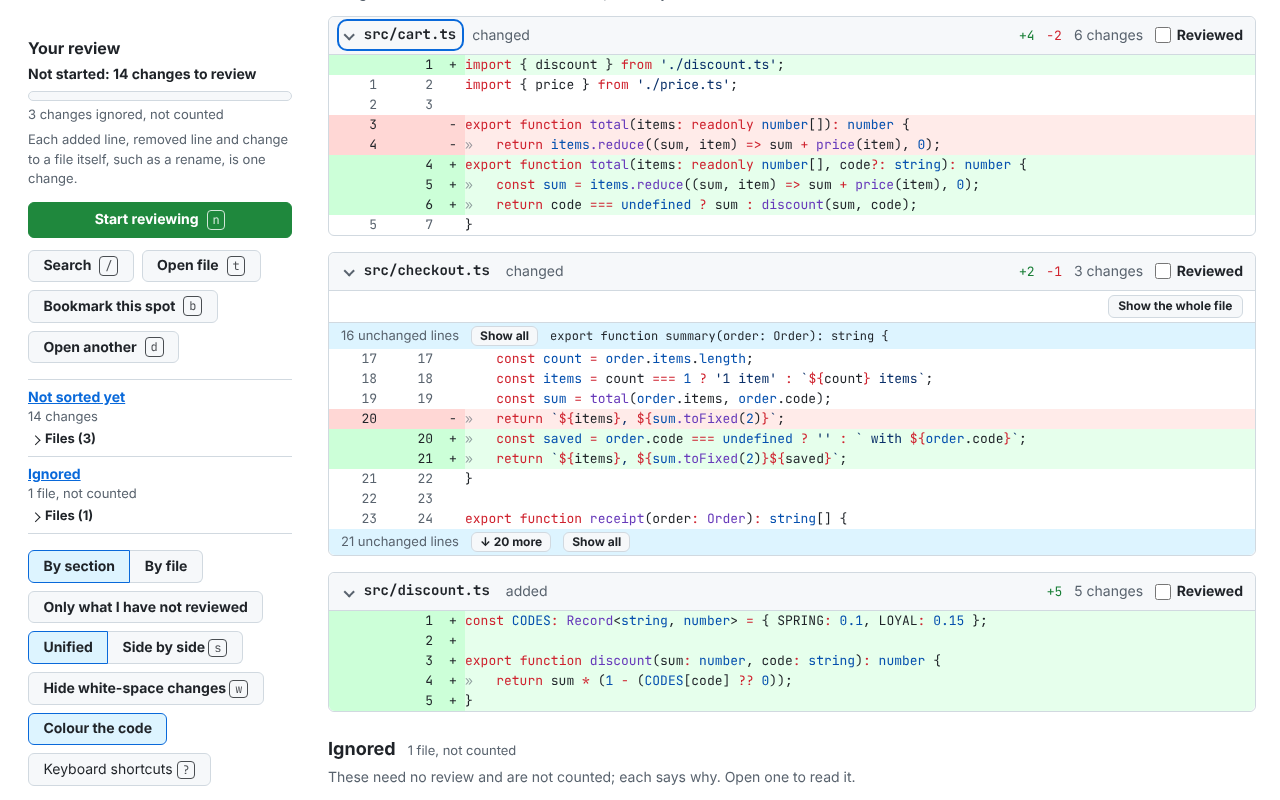 Your review
Not started: 14 changes to review
3 changes ignored, not counted
Each added line, removed line and change
to a file itself, such as a rename, is one
change.
Start reviewing n
Search / Open file t
Bookmark this spot b
Open another d
Not sorted yet
14 changes
Files (3)
Ignored
1 file, not counted
Files (1)
By section By file
Only what I have not reviewed
Unified Side by side s
Hide white-space changes w
Colour the code
Keyboard shortcuts ?
src/cart.ts changed +4 -2 6 changes Reviewed
1 + import { discount } from './discount.ts';
1 2 import { price } from './price.ts';
2 3
3 - export function total(items: readonly number[]): number {
4 - » return items.reduce((sum, item) => sum + price(item), 0);
4 + export function total(items: readonly number[], code?: string): number {
5 + » const sum = items.reduce((sum, item) => sum + price(item), 0);
6 + » return code === undefined ? sum : discount(sum, code);
5 7 }
src/checkout.ts changed +2 -1 3 changes Reviewed
Show the whole file
16 unchanged lines Show all export function summary(order: Order): string {
17 17 const count = order.items.length;
18 18 const items = count === 1 ? '1 item' : `${count} items`;
19 19 const sum = total(order.items, order.code);
20 - » return `${items}, ${sum.toFixed(2)}`;
20 + » const saved = order.code === undefined ? '' : ` with ${order.code}`;
21 + » return `${items}, ${sum.toFixed(2)}${saved}`;
21 22 }
22 23
23 24 export function receipt(order: Order): string[] {
21 unchanged lines ↓ 20 more Show all
src/discount.ts added +5 5 changes Reviewed
1 + const CODES: Record<string, number> = { SPRING: 0.1, LOYAL: 0.15 };
2 +
3 + export function discount(sum: number, code: string): number {
4 + » return sum * (1 - (CODES[code] ?? 0));
5 + }
Ignored 1 file, not counted
These need no review and are not counted; each says why. Open one to read it.